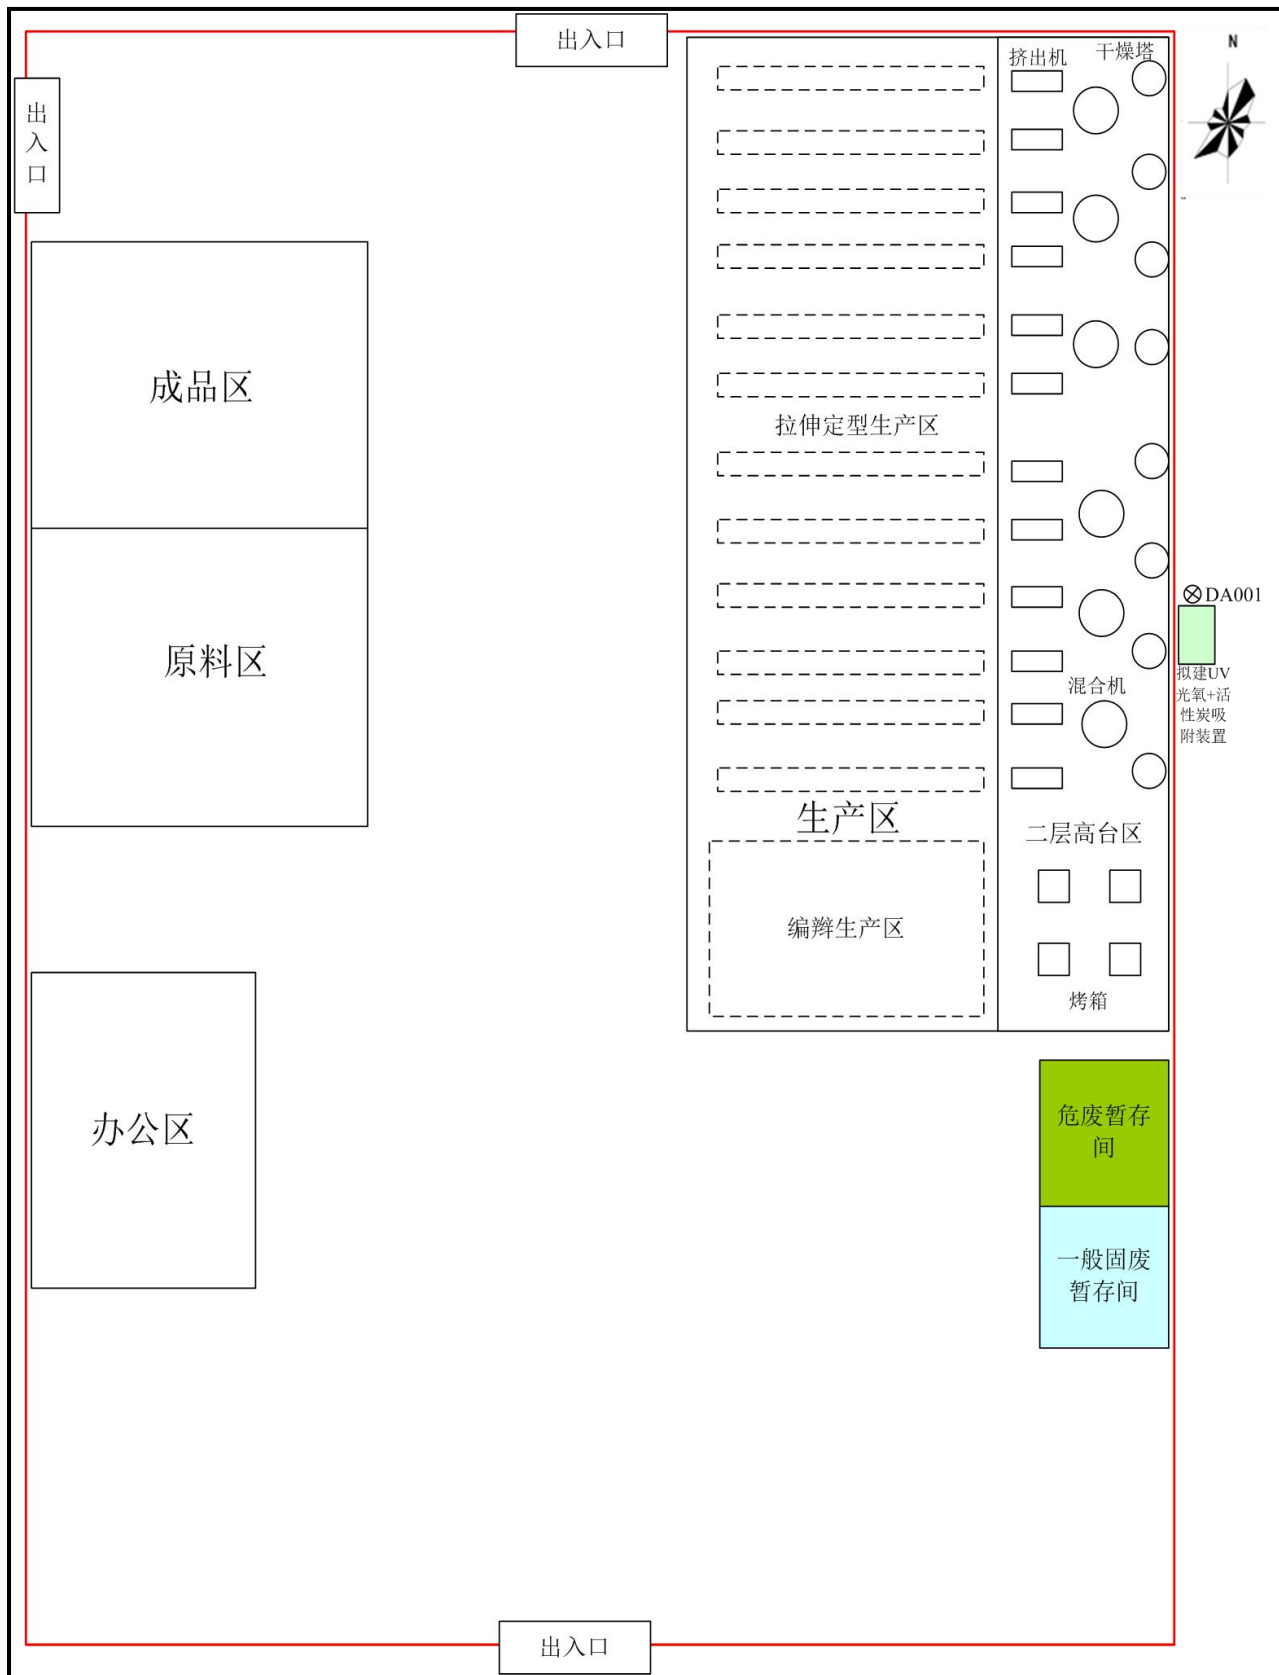 出入口
N
挤出机
干燥塔
出
入
口
成品区
拉伸定型生产区
DA001
原料区
拟建UV
光氧+活
性炭吸
附装置
混合机
生产区
二层高台区
编辫生产区
烤箱
办公区
危废暂存
间
一般固废
暂存间
出入口